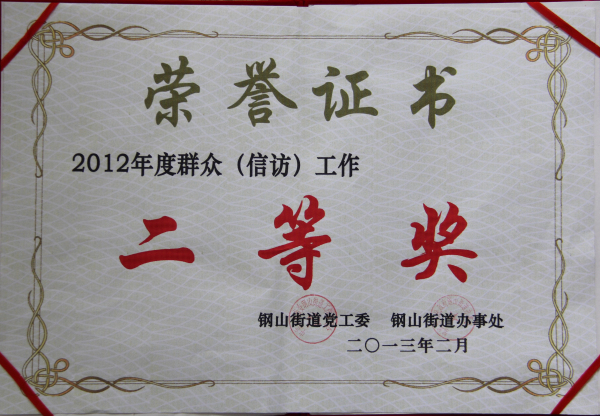 荣誉证书
2012年度群众（信访）工作
二等奖
钢山街道党工委 钢山街道办事处
二〇一三年二月